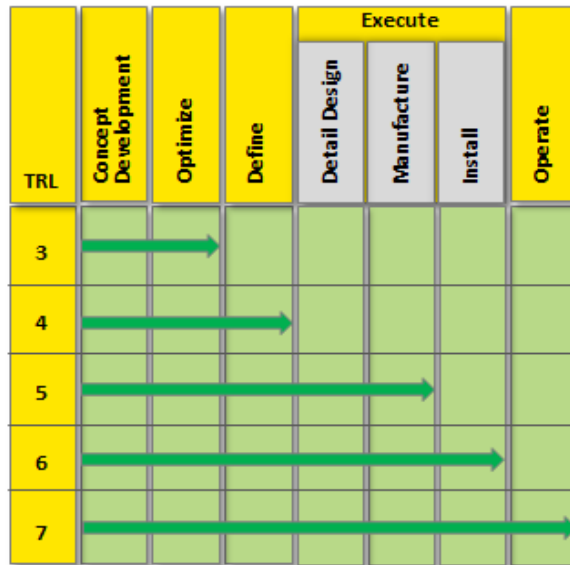 Execute
TRL
Concept
Development
Optimize
Define
Detail Design
Manufacture
Install
Operate
3
4
5
6
7